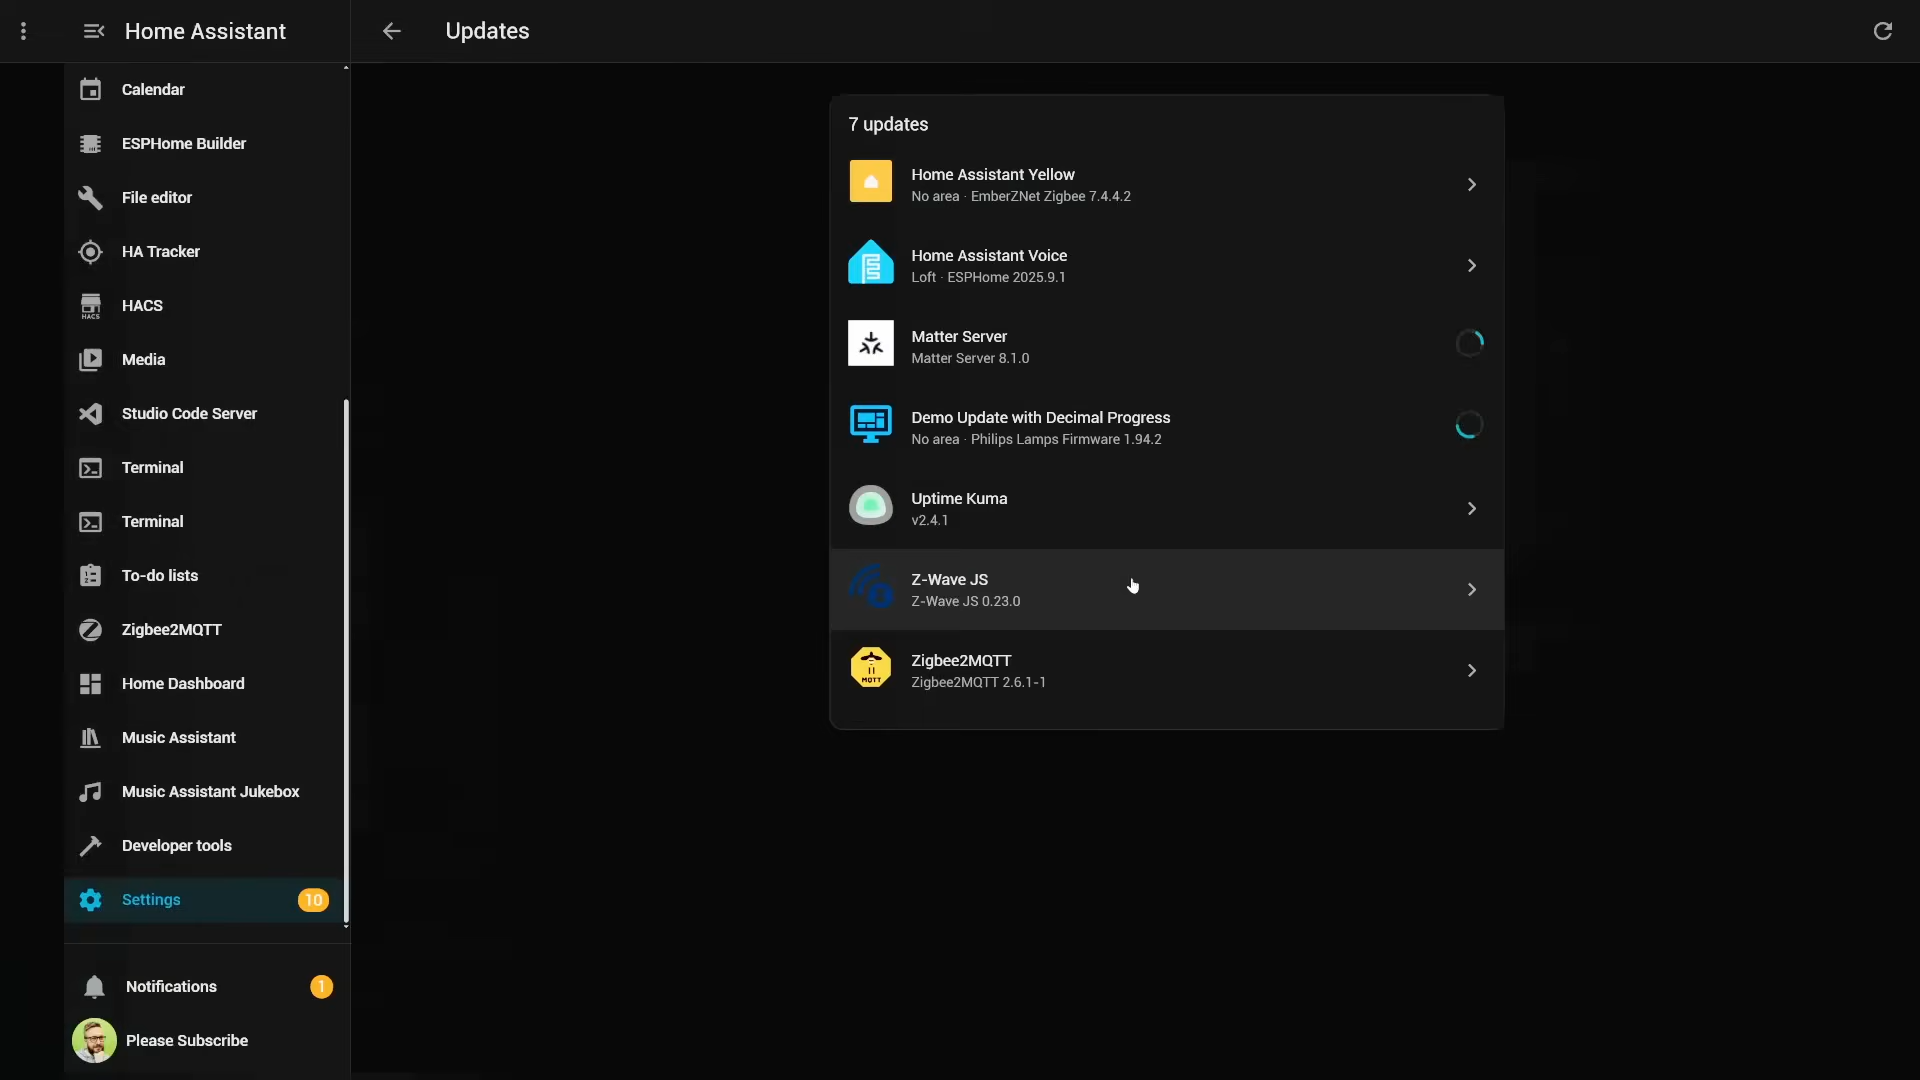 Home Assistant
Updates
Calendar
ESPHome Builder
File editor
HA Tracker
HACS
HACS
Media
Studio Code Server
Terminal
Terminal
To-do lists
Zigbee2MQTT
Home Dashboard
Music Assistant
Music Assistant Jukebox
Developer tools
Settings 10
Notifications 1
Please Subscribe
7 updates
Home Assistant Yellow
No area · EmberZNet Zigbee 7.4.4.2
Home Assistant Voice
Loft · ESPHome 2025.9.1
Matter Server
Matter Server 8.1.0
Demo Update with Decimal Progress
No area · Philips Lamps Firmware 1.94.2
Uptime Kuma
v2.4.1
Z-Wave JS
Z-Wave JS 0.23.0
MQTT
Zigbee2MQTT
Zigbee2MQTT 2.6.1-1